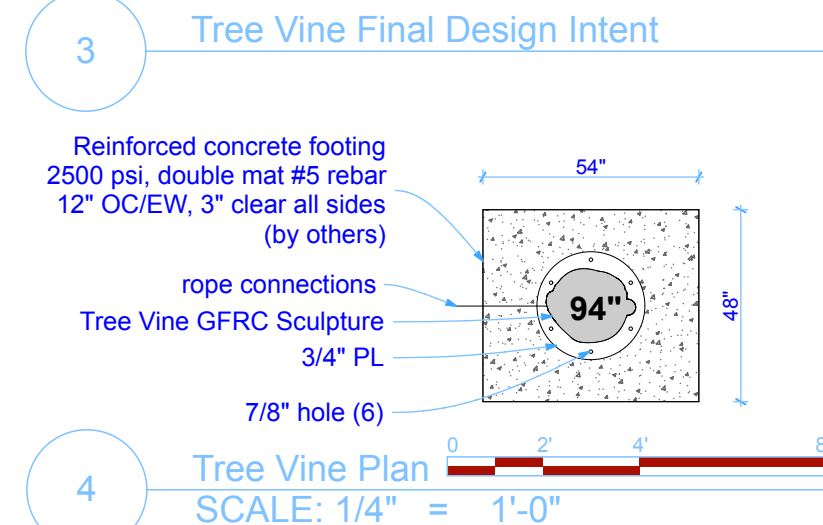 3
Tree Vine Final Design Intent
Reinforced concrete footing
2500 psi, double mat #5 rebar
12" OC/EW, 3" clear all sides
(by others)
54"
rope connections
94"
48"
Tree Vine GFRC Sculpture
3/4" PL
7/8" hole (6)
4
Tree Vine Plan
0 2' 4' 8
SCALE: 1/4" = 1'-0"